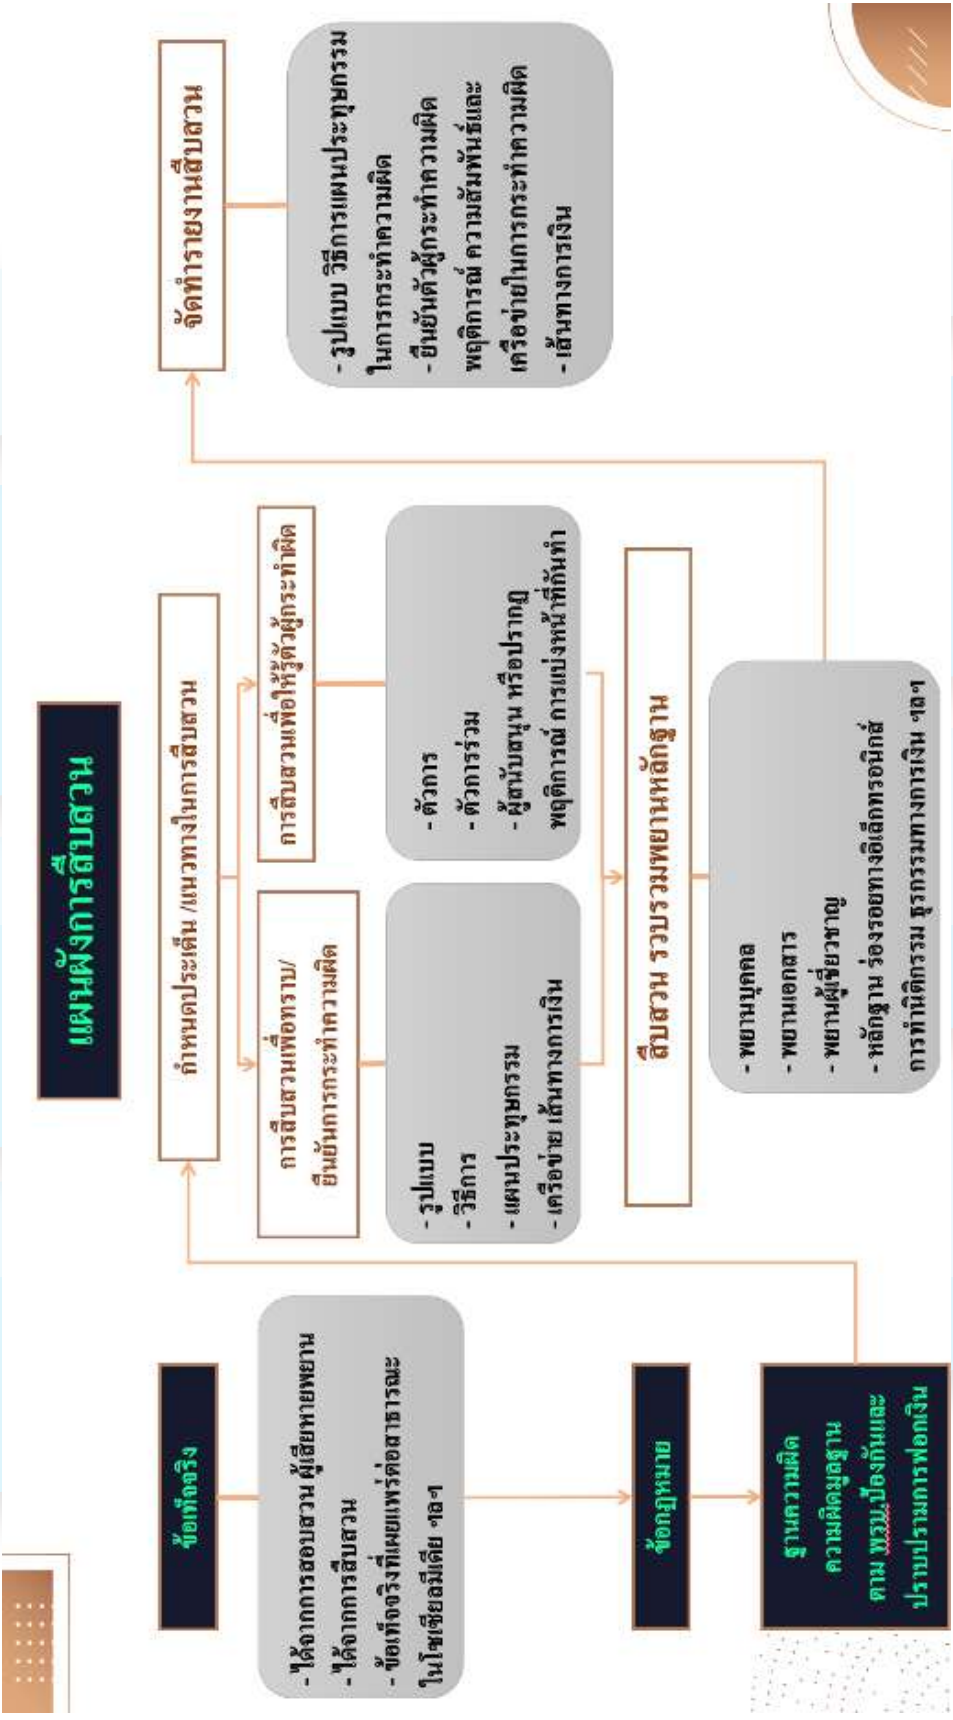 แผนผังการสืบสวน
ข้อเท็จจริง
- ได้จากการสอบสวน ผู้เสียหายพยาน
- ได้จากการสืบสวน
- ข้อเท็จจริงที่เผยแพร่ต่อสาธารณะ
ในโซเชียลมีเดีย ฯลฯ
ข้อกฎหมาย
ฐานความผิด
ความผิดมูลฐาน
ตาม พรบ.ป้องกันและ
ปราบปรามการฟอกเงิน
กำหนดประเด็น /แนวทางในการสืบสวน
การสืบสวนเพื่อทราบ/
ยืนยันการกระทำความผิด
- รูปแบบ
- วิธีการ
- แผนประทุษกรรม
- เครือข่าย เส้นทางการเงิน
การสืบสวนเพื่อให้รู้ตัวผู้กระทำผิด
- ตัวการ
- ตัวการร่วม
- ผู้สนับสนุน หรือปรากฏ
พฤติการณ์ การแบ่งหน้าที่กันทำ
สืบสวน รวบรวมพยานหลักฐาน
- พยานบุคคล
- พยานเอกสาร
- พยานผู้เชี่ยวชาญ
- หลักฐาน ร่องรอยทางอิเล็กทรอนิกส์
การทำนิติกรรม ธุรกรรมทางการเงิน ฯลฯ
จัดทำรายงานสืบสวน
- รูปแบบ วิธีการแผนประทุษกรรม
ในการกระทำความผิด
- ยืนยันตัวผู้กระทำความผิด
พฤติการณ์ ความสัมพันธ์และ
เครือข่ายในการกระทำความผิด
- เส้นทางการเงิน